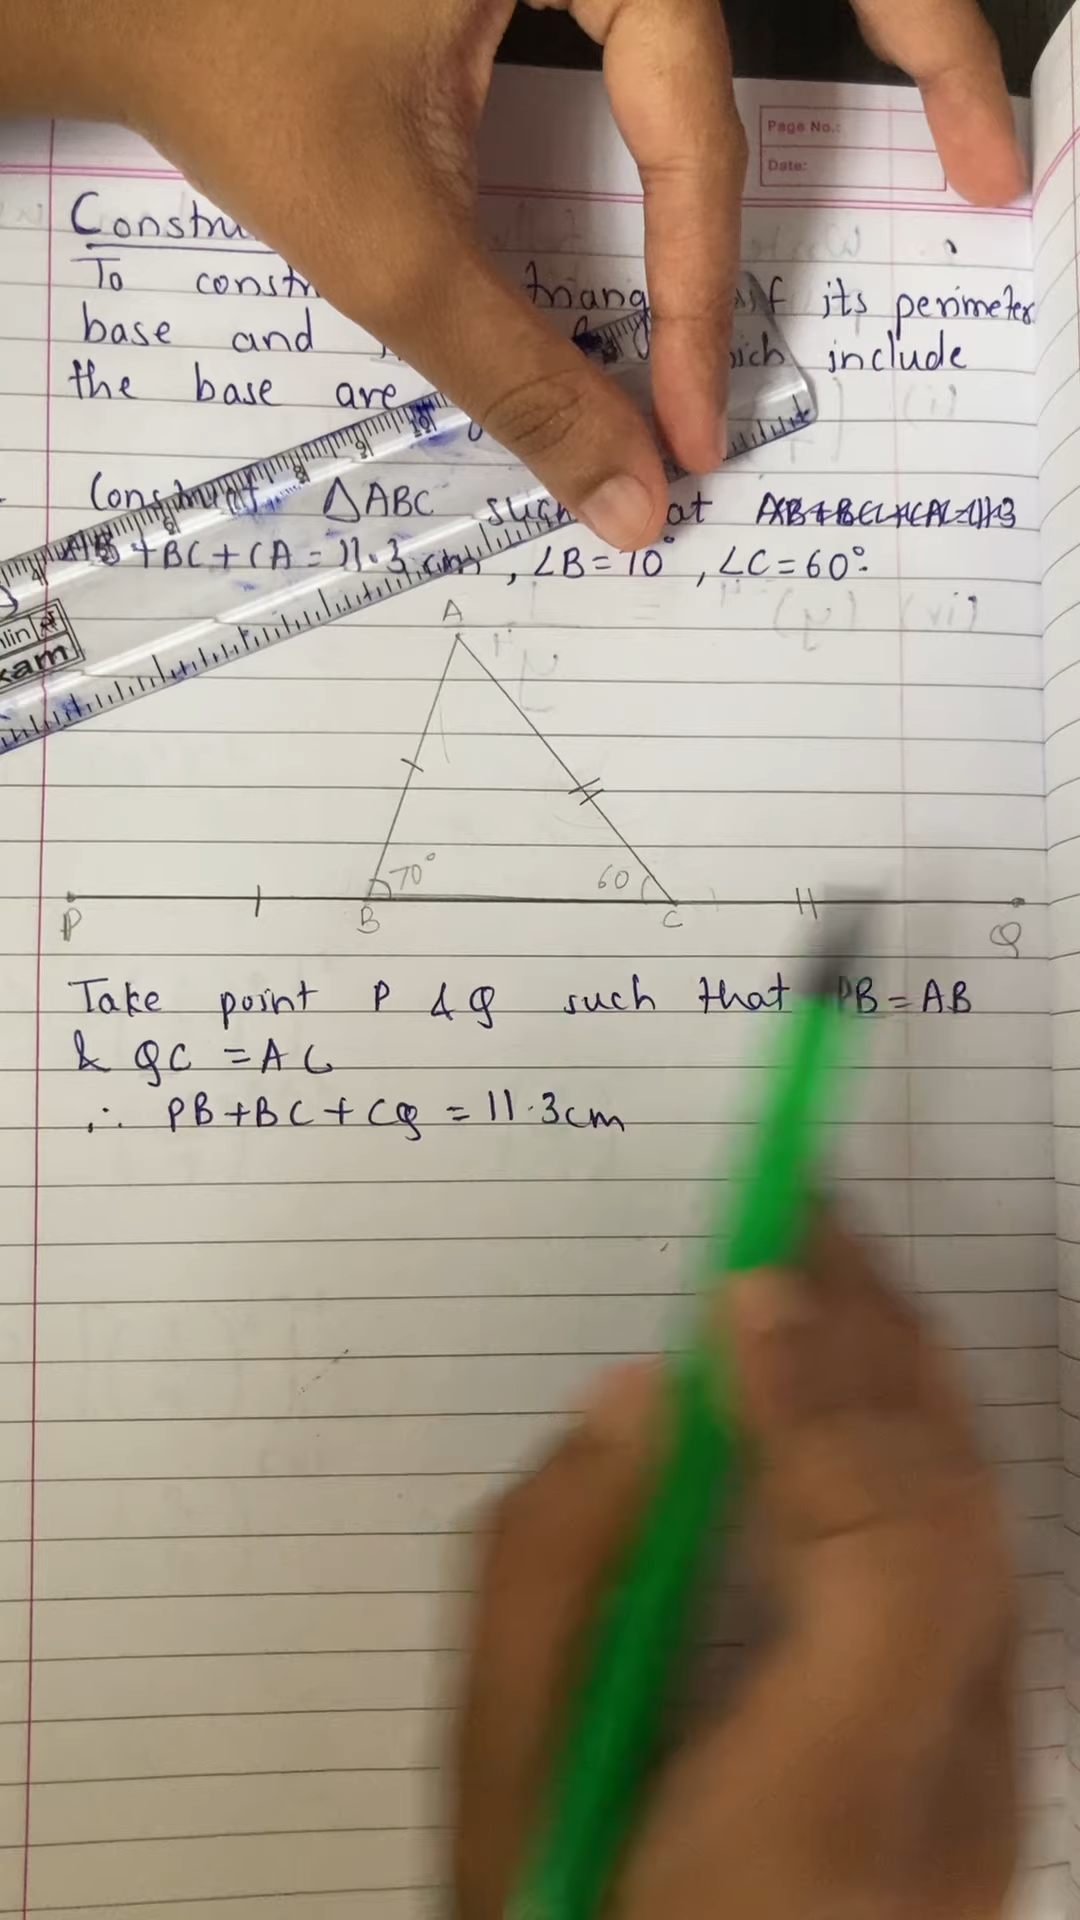 Page No.:
Date:
Constru
To constr triang if its perimeter
base and which include
the base are
Construct △ABC such at AB+BC+CA=11.3
AB+BC+CA=11.3 cm, ∠B=70°, ∠C=60°
A
70°
60
P
B
C
Q
Take point P & Q such that PB=AB
& QC =AC
∴ PB+BC+CQ = 11.3cm